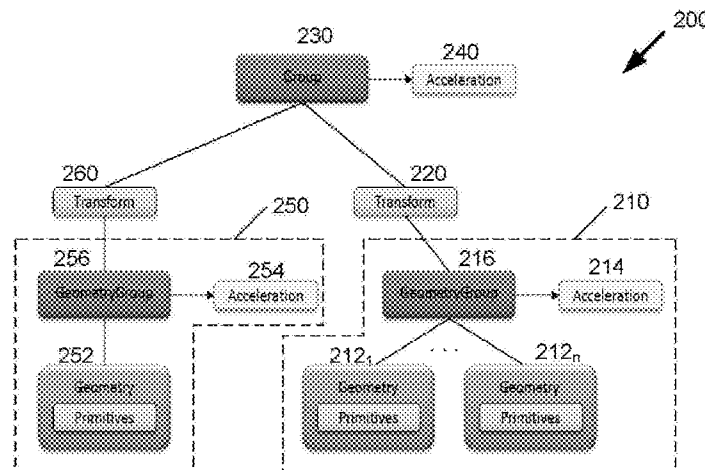 200
230
240
Group
Acceleration
260
220
Transform
Transform
250
210
256
254
216
214
GeometryGroup
Acceleration
GeometryGroup
Acceleration
252
212₁
. . .
212ₙ
Geometry
Geometry
Geometry
Primitives
Primitives
Primitives